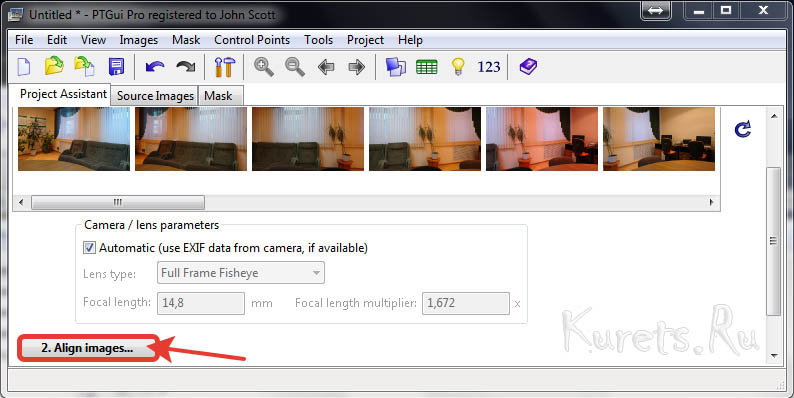 Untitled * - PTGui Pro registered to John Scott
File Edit View Images Mask Control Points Tools Project Help
123
Project Assistant Source Images Mask
Camera / lens parameters
Automatic (use EXIF data from camera, if available)
Lens type: Full Frame Fisheye
Focal length: 14,8 mm Focal length multiplier: 1,672 x
2. Align images...
Kurets.Ru